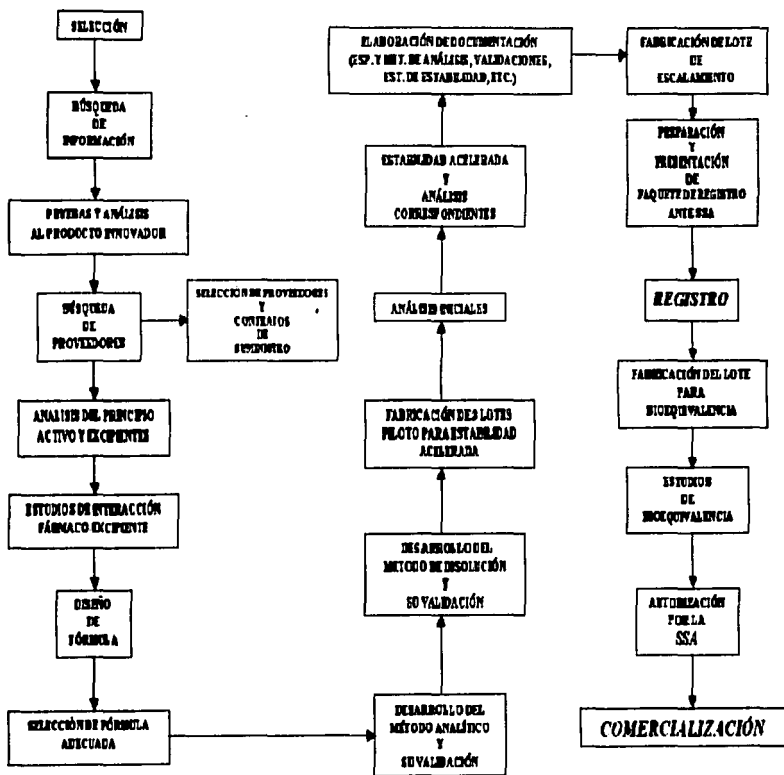 SELECCIÓN
BÚSQUEDA
DE
INFORMACIÓN
PRUEBAS Y ANÁLISIS
AL PRODUCTO INNOVADOR
BÚSQUEDA
DE
PROVEEDORES
SELECCIÓN DE PROVEEDORES
Y
CONTRATOS
DE
SUMINISTRO
ANALISIS DEL PRINCIPIO
ACTIVO Y EXCIPIENTES
ESTUDIOS DE INTERACCIÓN
FÁRMACO EXCIPIENTE
DISEÑO
DE
FÓRMULA
SELECCIÓN DE FÓRMULA
ADECUADA
DESARROLLO DEL
MÉTODO ANALÍTICO
Y
SU VALIDACIÓN
DESARROLLO DEL
METODO DE DISOLUCIÓN
Y
SU VALIDACIÓN
FABRICACIÓN DE 3 LOTES
PILOTO PARA ESTABILIDAD
ACELERADA
ANÁLISIS INICIALES
ESTABILIDAD ACELERADA
Y
ANÁLISIS
CORRESPONDIENTES
ELABORACIÓN DE DOCUMENTACIÓN
(ESP. Y MET. DE ANÁLISIS, VALIDACIONES,
EST. DE ESTABILIDAD, ETC.)
FABRICACIÓN DE LOTE
DE
ESCALAMIENTO
PREPARACIÓN
Y
PRESENTACIÓN
DE
PAQUETE DE REGISTRO
ANTE SSA
REGISTRO
FABRICACIÓN DEL LOTE
PARA
BIOEQUIVALENCIA
ESTUDIOS
DE
BIOEQUIVALENCIA
AUTORIZACIÓN
POR LA
SSA
COMERCIALIZACIÓN